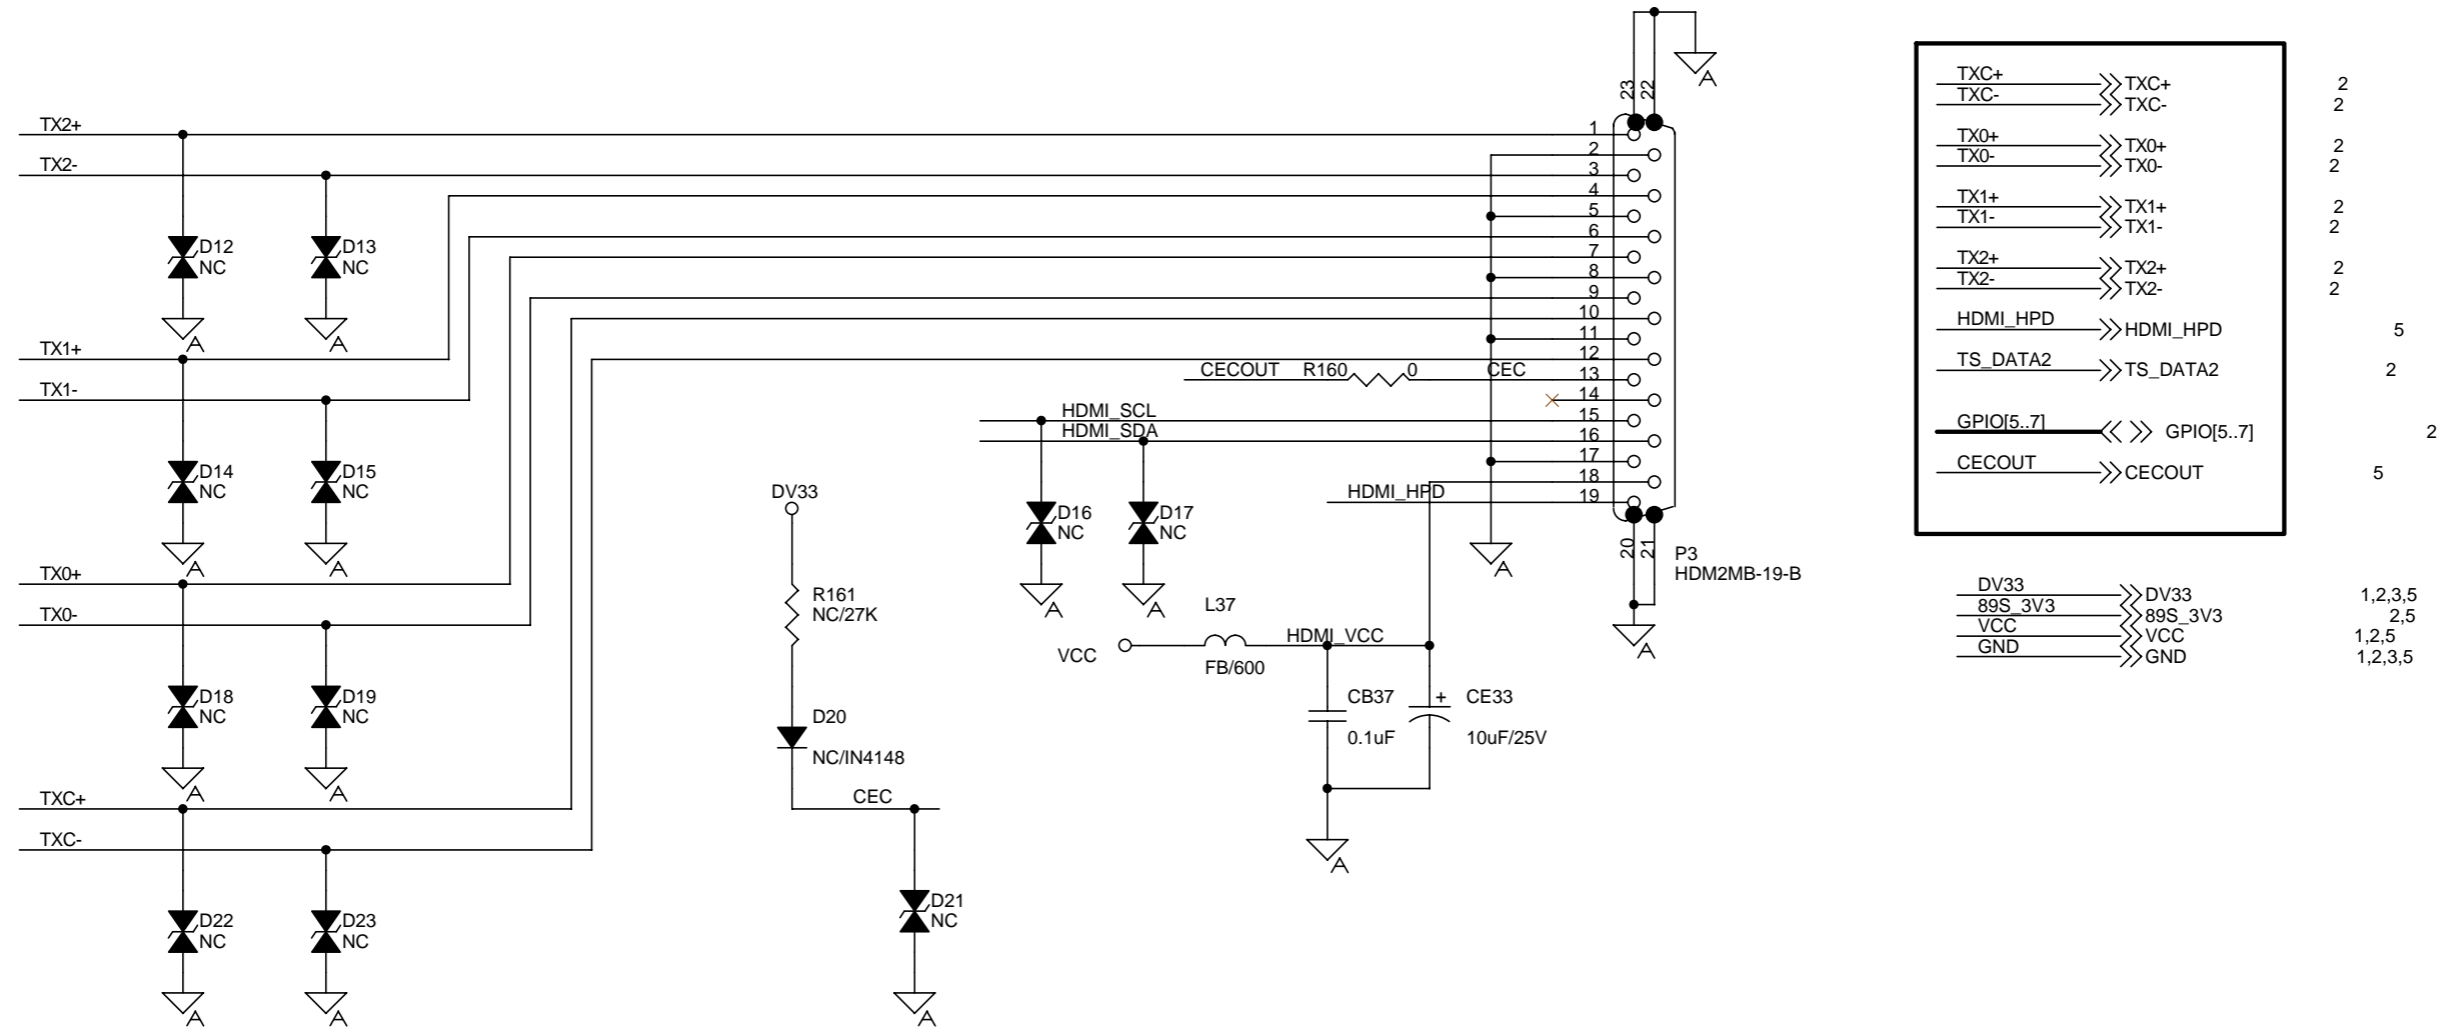 TX2+
TX2-
D12
NC
D13
NC
A
A
TX1+
TX1-
D14
NC
D15
NC
A
A
TX0+
TX0-
D18
NC
D19
NC
A
A
TXC+
TXC-
D22
NC
D23
NC
A
A
DV33
R161
NC/27K
D20
NC/IN4148
CEC
D21
NC
A
CECOUT R160 0 CEC
HDMI_SCL
HDMI_SDA
D16
NC
D17
NC
A
A
HDMI_HPD
L37
VCC
FB/600
HDMI_VCC
CB37
0.1uF
+ CE33
10uF/25V
A
A
23
22
A
1
2
3
4
5
6
7
8
9
10
11
12
13
14
15
16
17
18
19
20
21
A
P3
HDM2MB-19-B
TXC+ TXC+ 2
TXC- TXC- 2
TX0+ TX0+ 2
TX0- TX0- 2
TX1+ TX1+ 2
TX1- TX1- 2
TX2+ TX2+ 2
TX2- TX2- 2
HDMI_HPD HDMI_HPD 5
TS_DATA2 TS_DATA2 2
GPIO[5..7] GPIO[5..7] 2
CECOUT CECOUT 5
DV33 DV33 1,2,3,5
89S_3V3 89S_3V3 2,5
VCC VCC 1,2,5
GND GND 1,2,3,5